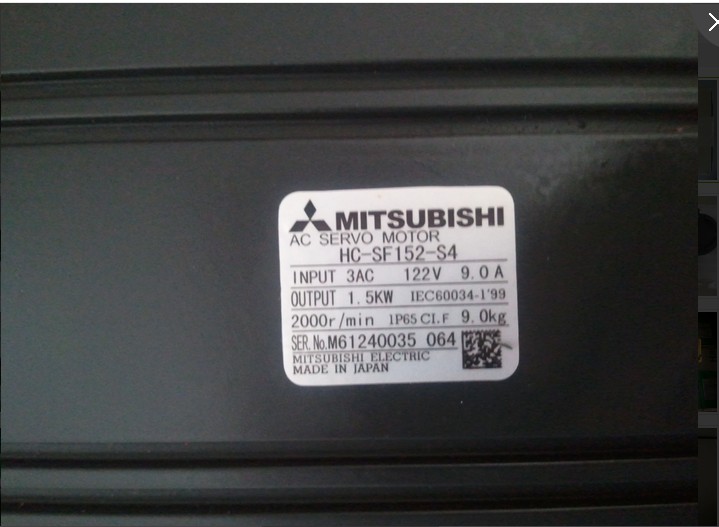 MITSUBISHI
AC SERVO MOTOR
HC-SF152-S4
INPUT 3AC 122V 9.0A
OUTPUT 1.5KW IEC60034-1'99
2000r/min IP65 CI.F 9.0kg
SER.No.M61240035 064
MITSUBISHI ELECTRIC
MADE IN JAPAN